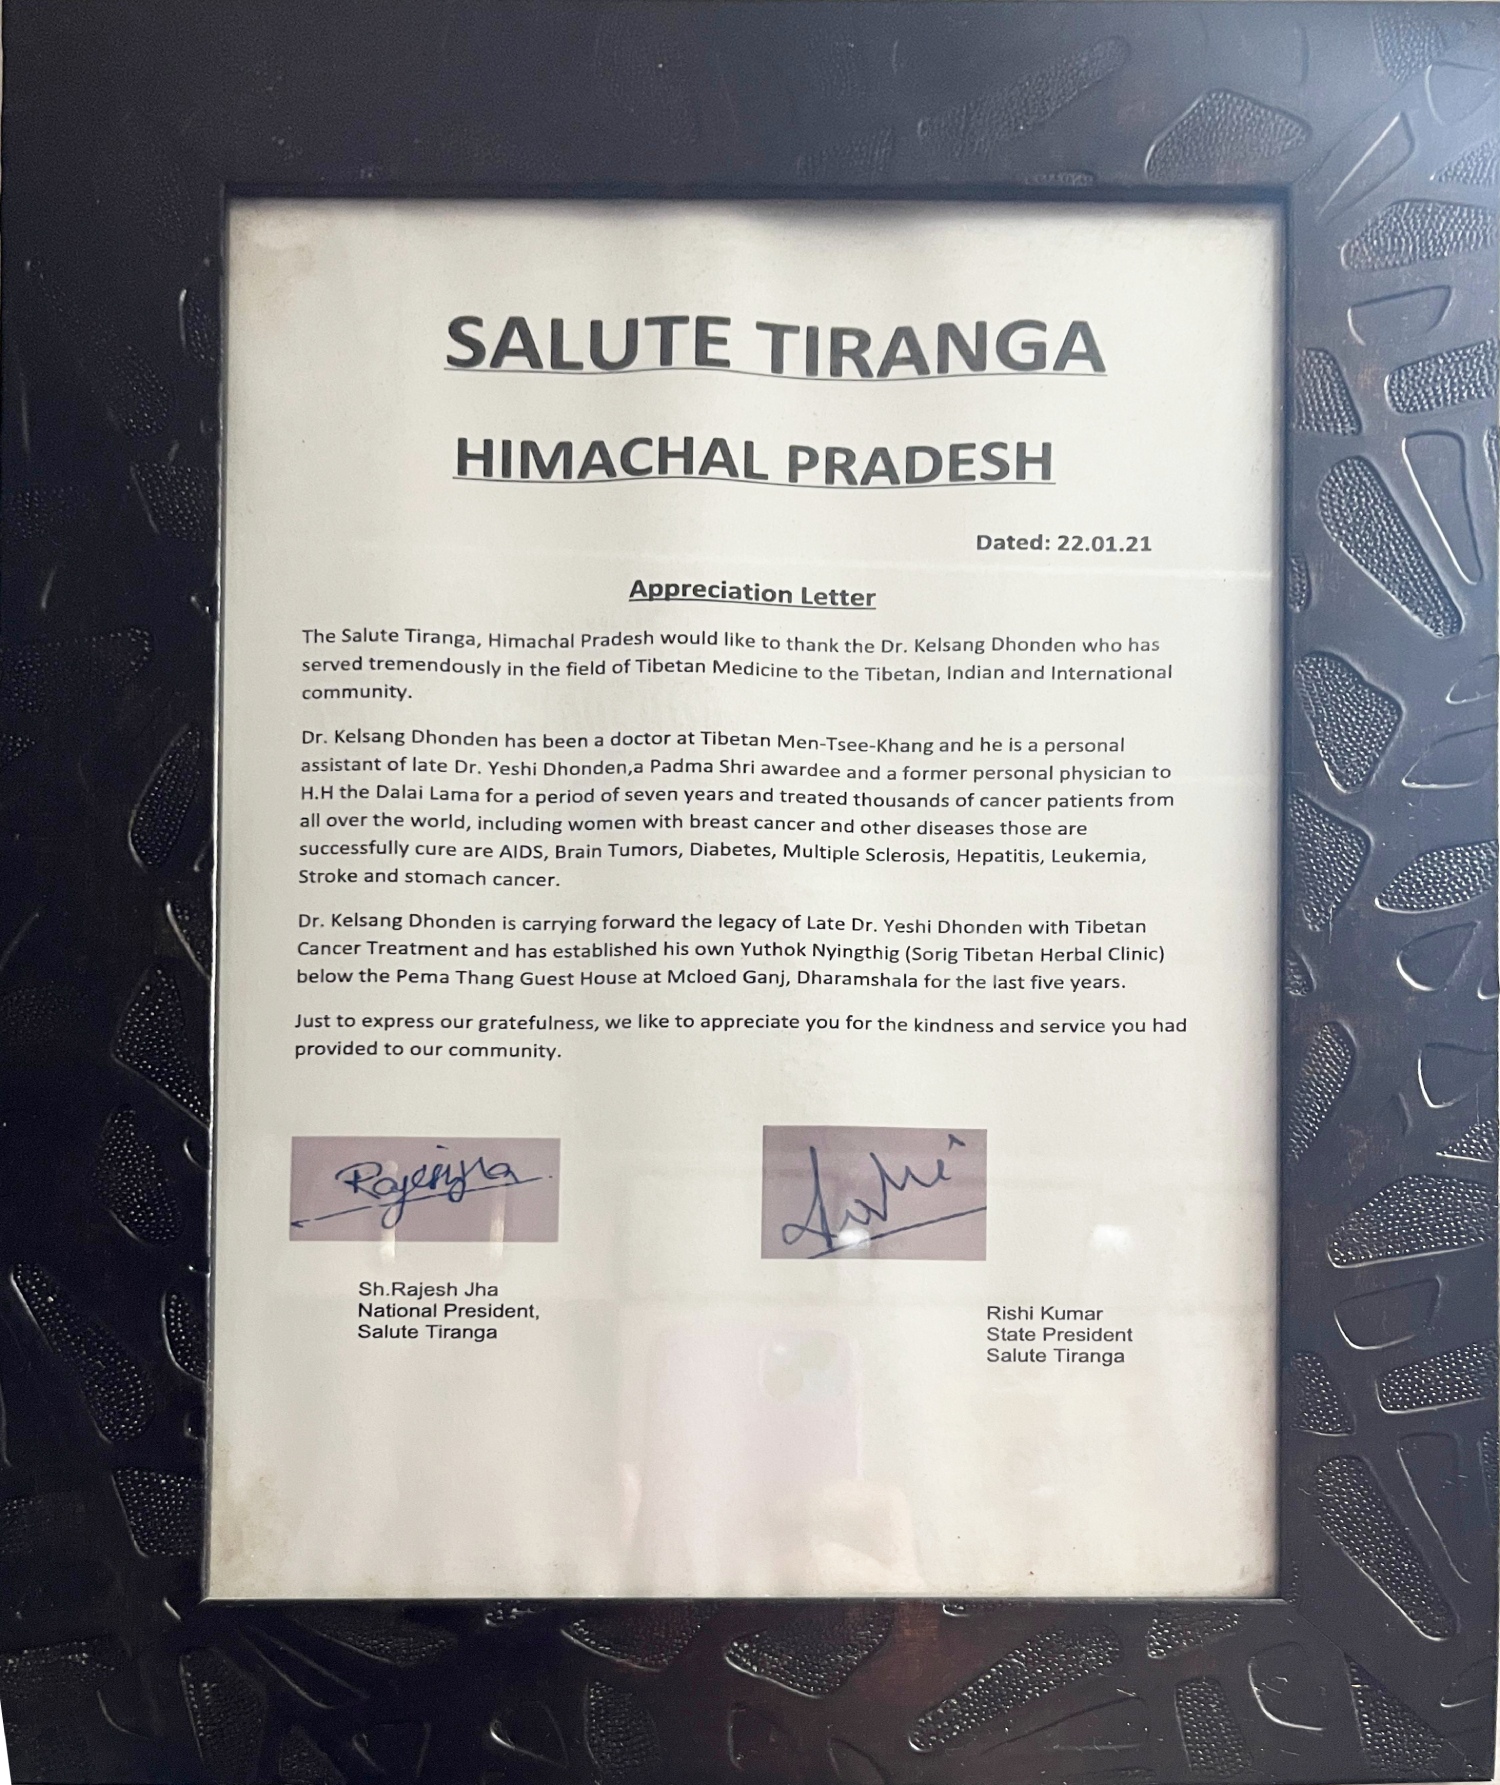 SALUTE TIRANGA
HIMACHAL PRADESH
Dated: 22.01.21
Appreciation Letter
The Salute Tiranga, Himachal Pradesh would like to thank the Dr. Kelsang Dhonden who has
served tremendously in the field of Tibetan Medicine to the Tibetan, Indian and International
community.
Dr. Kelsang Dhonden has been a doctor at Tibetan Men-Tsee-Khang and he is a personal
assistant of late Dr. Yeshi Dhonden,a Padma Shri awardee and a former personal physician to
H.H the Dalai Lama for a period of seven years and treated thousands of cancer patients from
all over the world, including women with breast cancer and other diseases those are
successfully cure are AIDS, Brain Tumors, Diabetes, Multiple Sclerosis, Hepatitis, Leukemia,
Stroke and stomach cancer.
Dr. Kelsang Dhonden is carrying forward the legacy of Late Dr. Yeshi Dhonden with Tibetan
Cancer Treatment and has established his own Yuthok Nyingthig (Sorig Tibetan Herbal Clinic)
below the Pema Thang Guest House at Mcloed Ganj, Dharamshala for the last five years.
Just to express our gratefulness, we like to appreciate you for the kindness and service you had
provided to our community.
Sh.Rajesh Jha
National President,
Salute Tiranga
Rishi Kumar
State President
Salute Tiranga